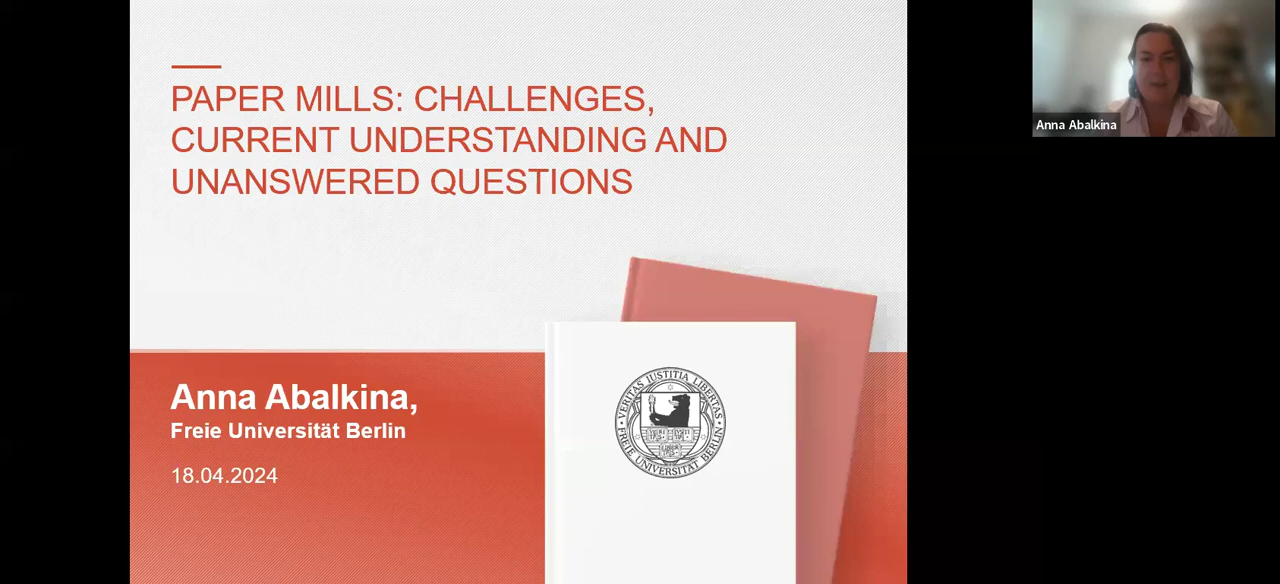 PAPER MILLS: CHALLENGES,
CURRENT UNDERSTANDING AND
UNANSWERED QUESTIONS
Anna Abalkina
Anna Abalkina,
Freie Universität Berlin
18.04.2024
VERITAS JUSTITIA LIBERTAS
FREIE UNIVERSITÄT BERLIN